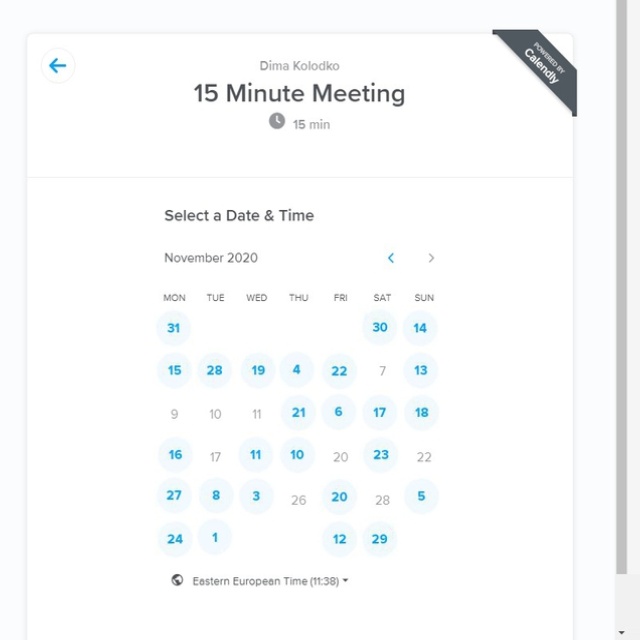 POWERED BY
Calendly
Dima Kolodko
15 Minute Meeting
15 min
Select a Date & Time
November 2020
MON TUE WED THU FRI SAT SUN
31 30 14
15 28 19 4 22 7 13
9 10 11 21 6 17 18
16 17 11 10 20 23 22
27 8 3 26 20 28 5
24 1 12 29
Eastern European Time (11:38)